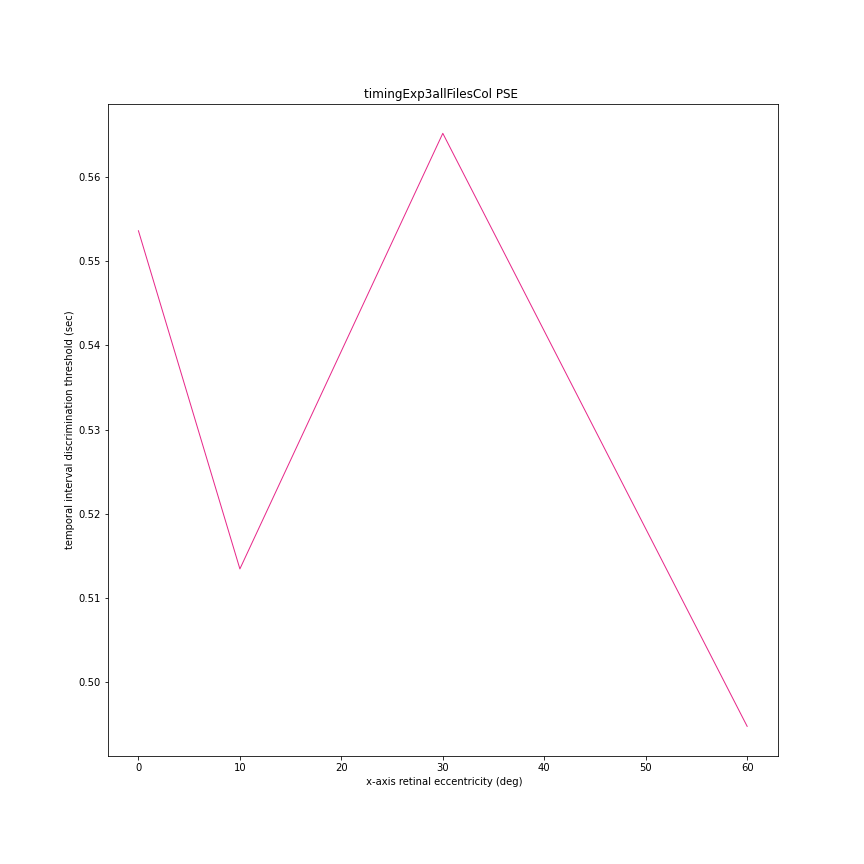 timingExp3allFilesCol PSE
0.56
0.55
0.54
0.53
0.52
0.51
0.50
temporal interval discrimination threshold (sec)
0 10 20 30 40 50 60
x-axis retinal eccentricity (deg)